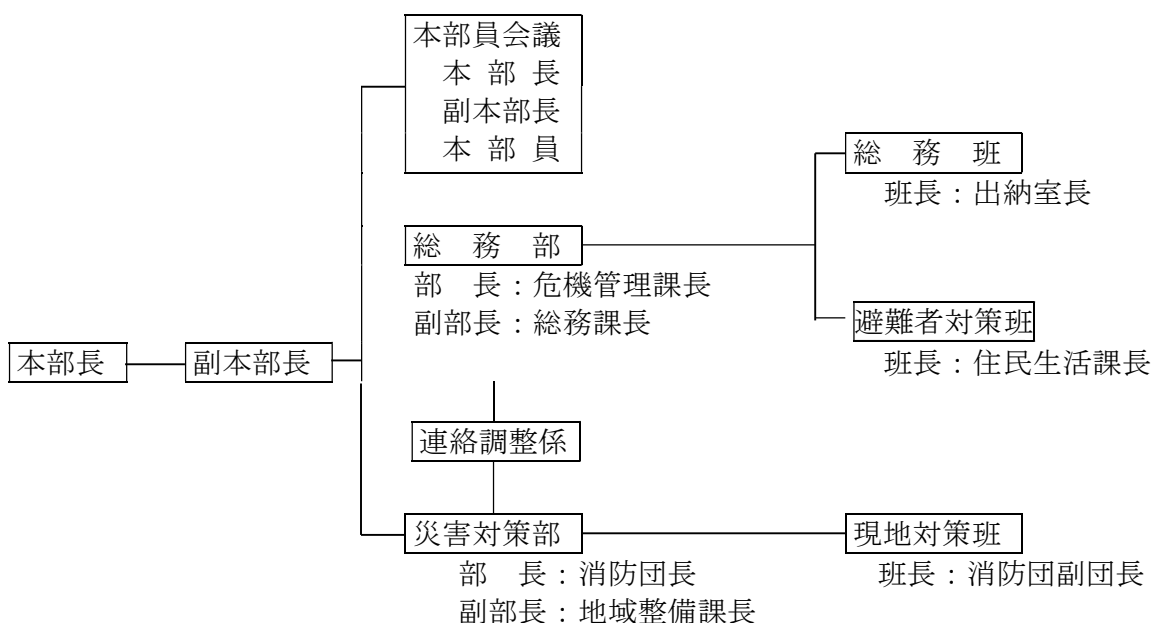 本部員会議
本 部 長
副本部長
本 部 員
総 務 班
班長：出納室長
総 務 部
部 長：危機管理課長
副部長：総務課長
避難者対策班
班長：住民生活課長
本部長
副本部長
連絡調整係
災害対策部
部 長：消防団長
副部長：地域整備課長
現地対策班
班長：消防団副団長